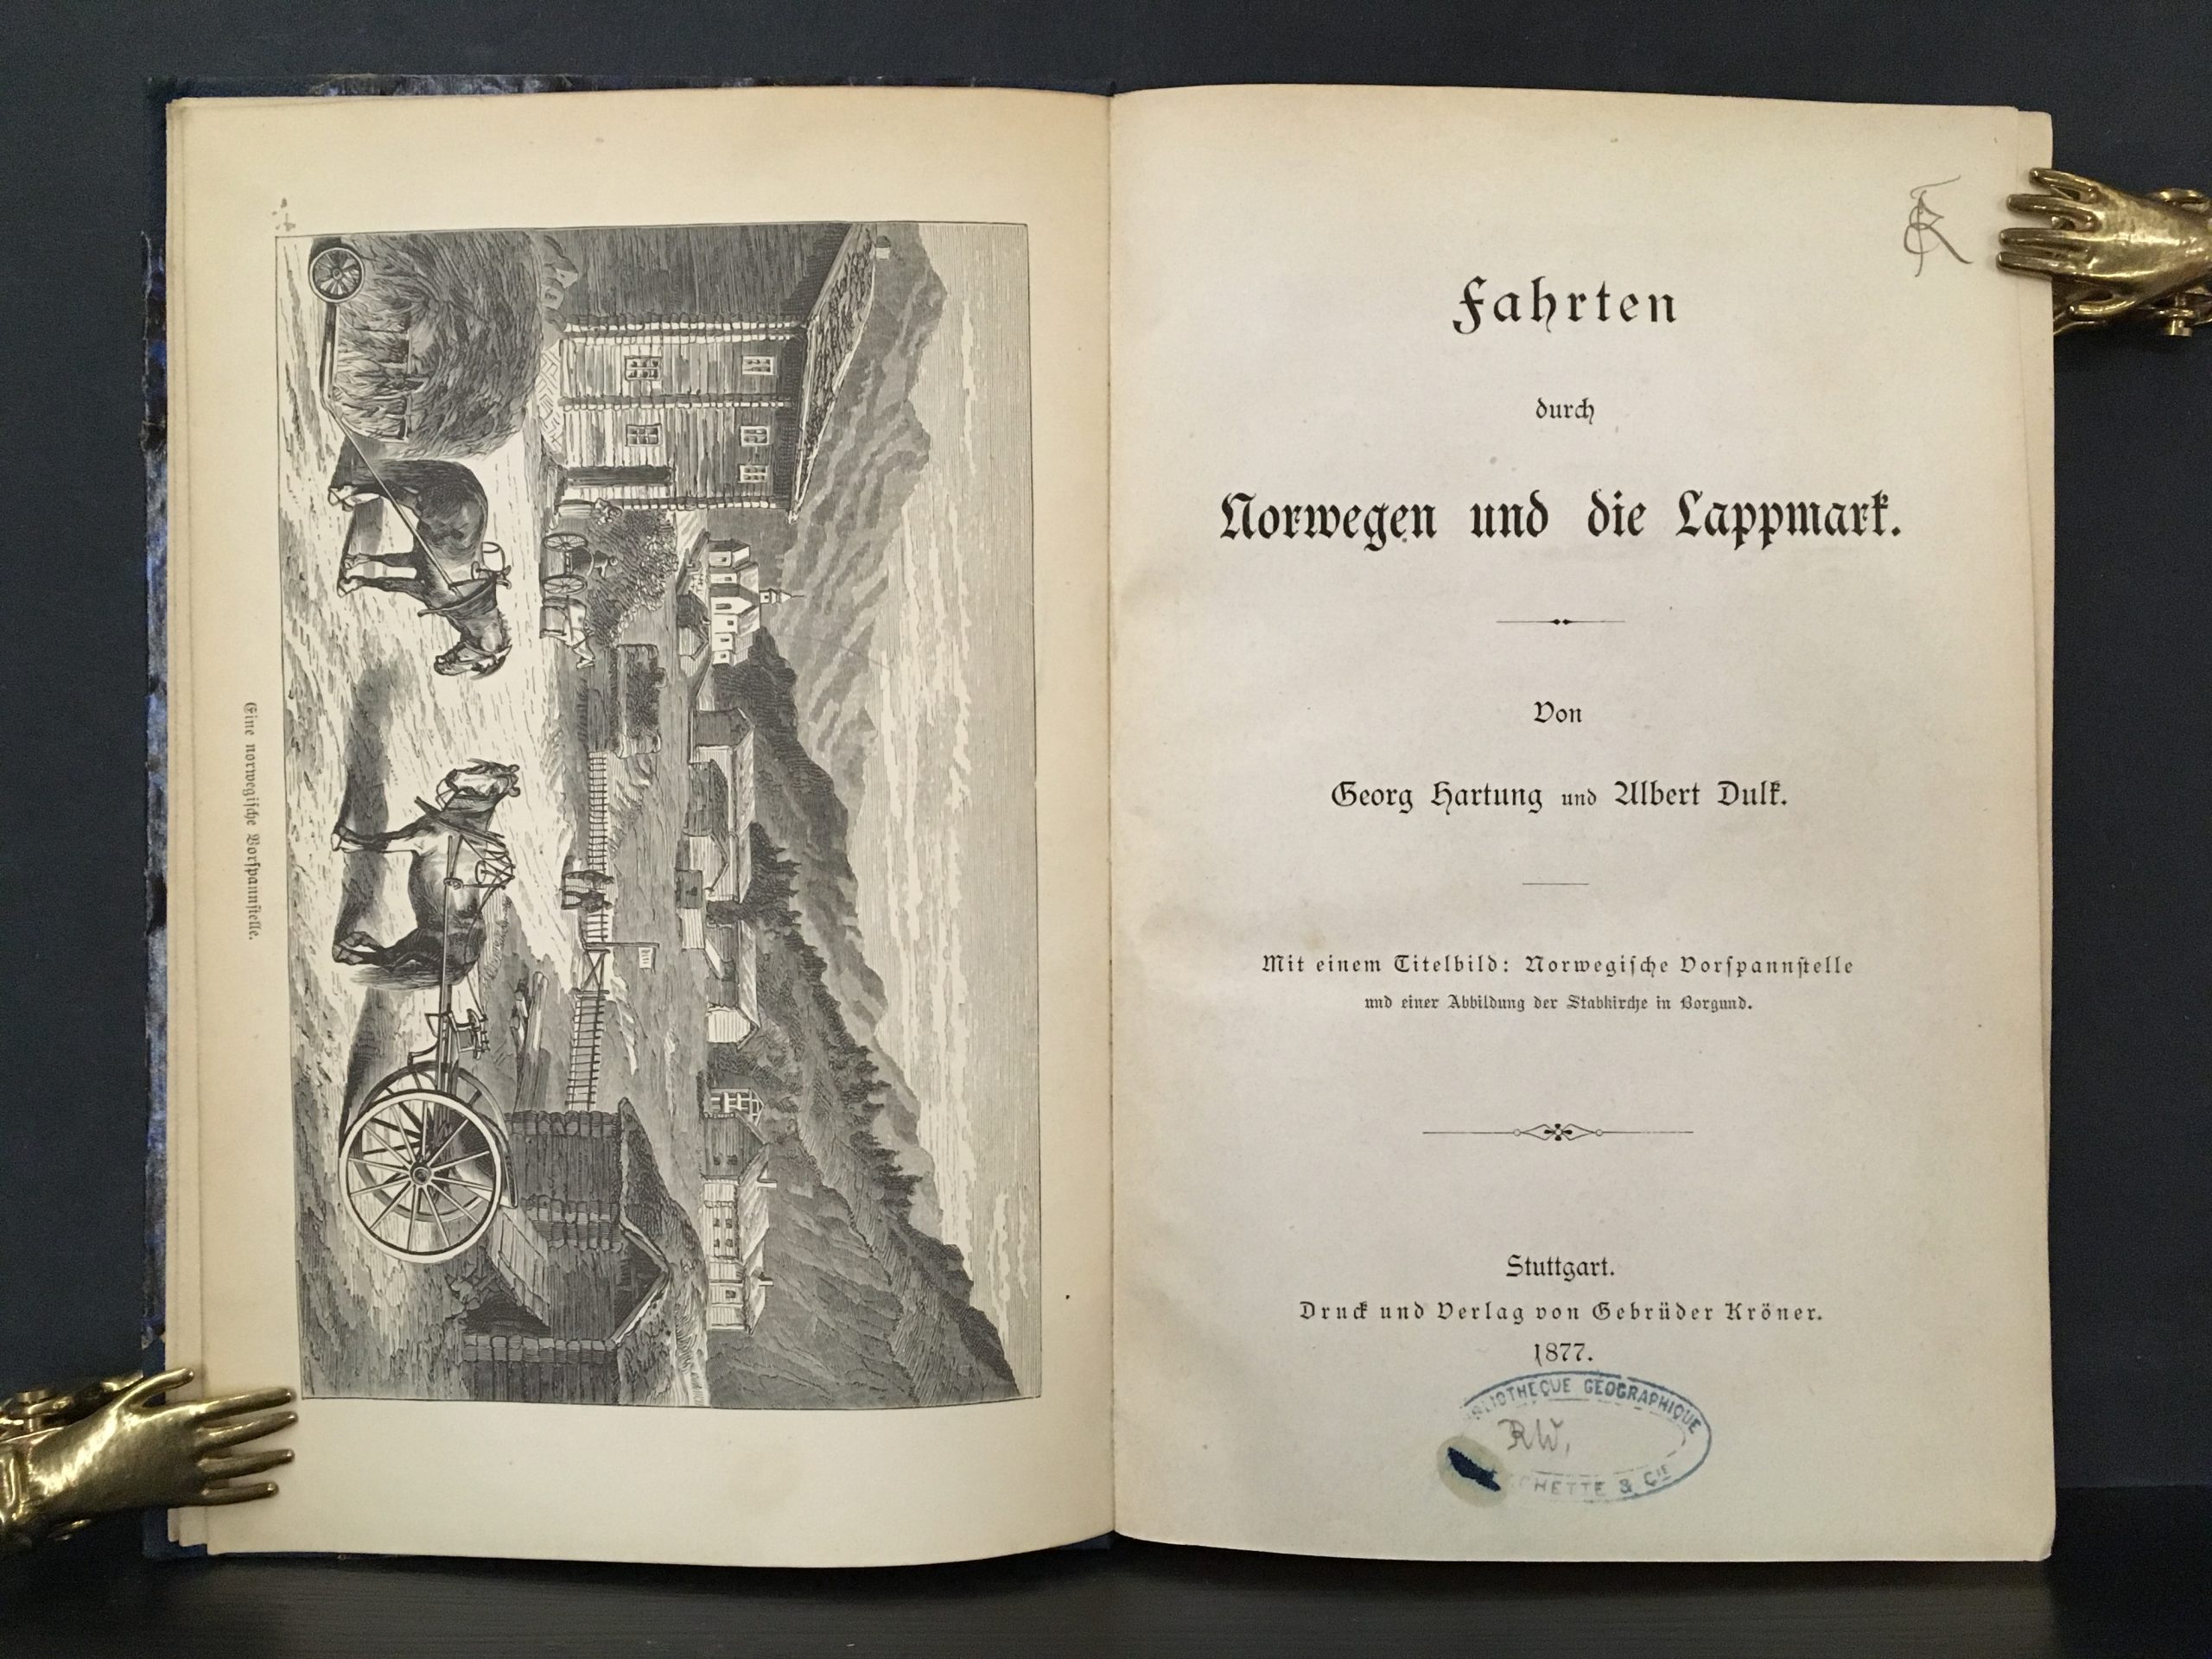 Eine norwegische Vorspannstelle.
Fahrten
durch
Norwegen und die Lappmark.
Von
Georg Hartung und Albert Dulk.
Mit einem Titelbild: Norwegische Vorspannstelle
und einer Abbildung der Stabkirche in Borgund.
Stuttgart.
Druck und Verlag von Gebrüder Kröner.
1877.
GEOGRAPHIQUE
RW,
& Cie